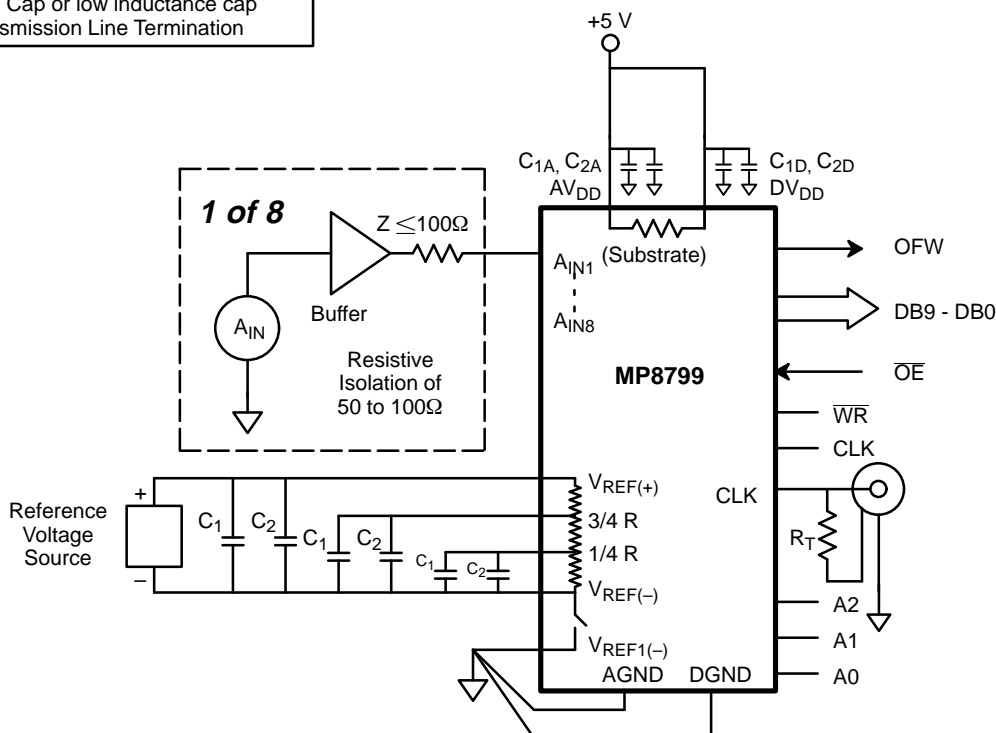 Cap or low inductance cap
smission Line Termination
+5 V
C1A, C2A
AVDD
C1D, C2D
DVDD
1 of 8
Z ≤100Ω
(Substrate)
AIN1
AIN8
Buffer
AIN
Resistive
Isolation of
50 to 100Ω
MP8799
OFW
DB9 - DB0
O̅E̅
W̅R̅
CLK
CLK
RT
A2
A1
A0
Reference
Voltage
Source
+
–
C1
C2
C1
C2
C1
C2
VREF(+)
3/4 R
1/4 R
VREF(–)
VREF1(–)
AGND
DGND